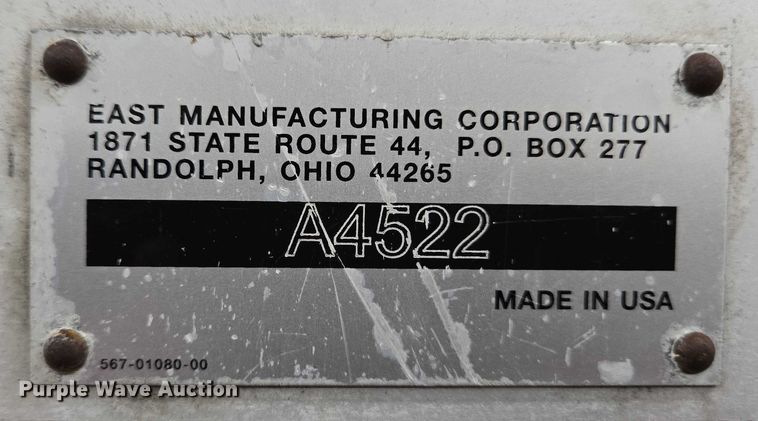 EAST MANUFACTURING CORPORATION
1871 STATE ROUTE 44, P.O. BOX 277
RANDOLPH, OHIO 44265
A4522
MADE IN USA
567-01080-00
Purple Wave Auction